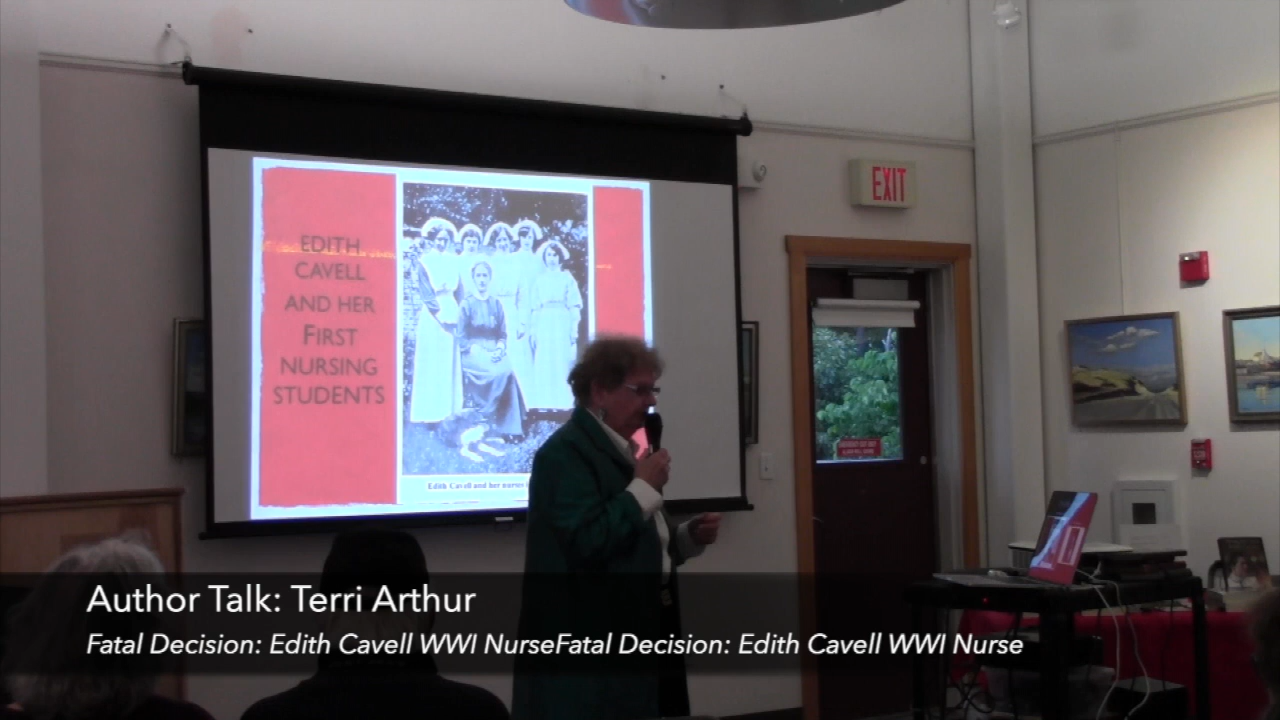 EDITH
CAVELL
AND HER
FIRST
NURSING
STUDENTS
Edith Cavell and her nurses
EXIT
Author Talk: Terri Arthur
Fatal Decision: Edith Cavell WWI NurseFatal Decision: Edith Cavell WWI Nurse